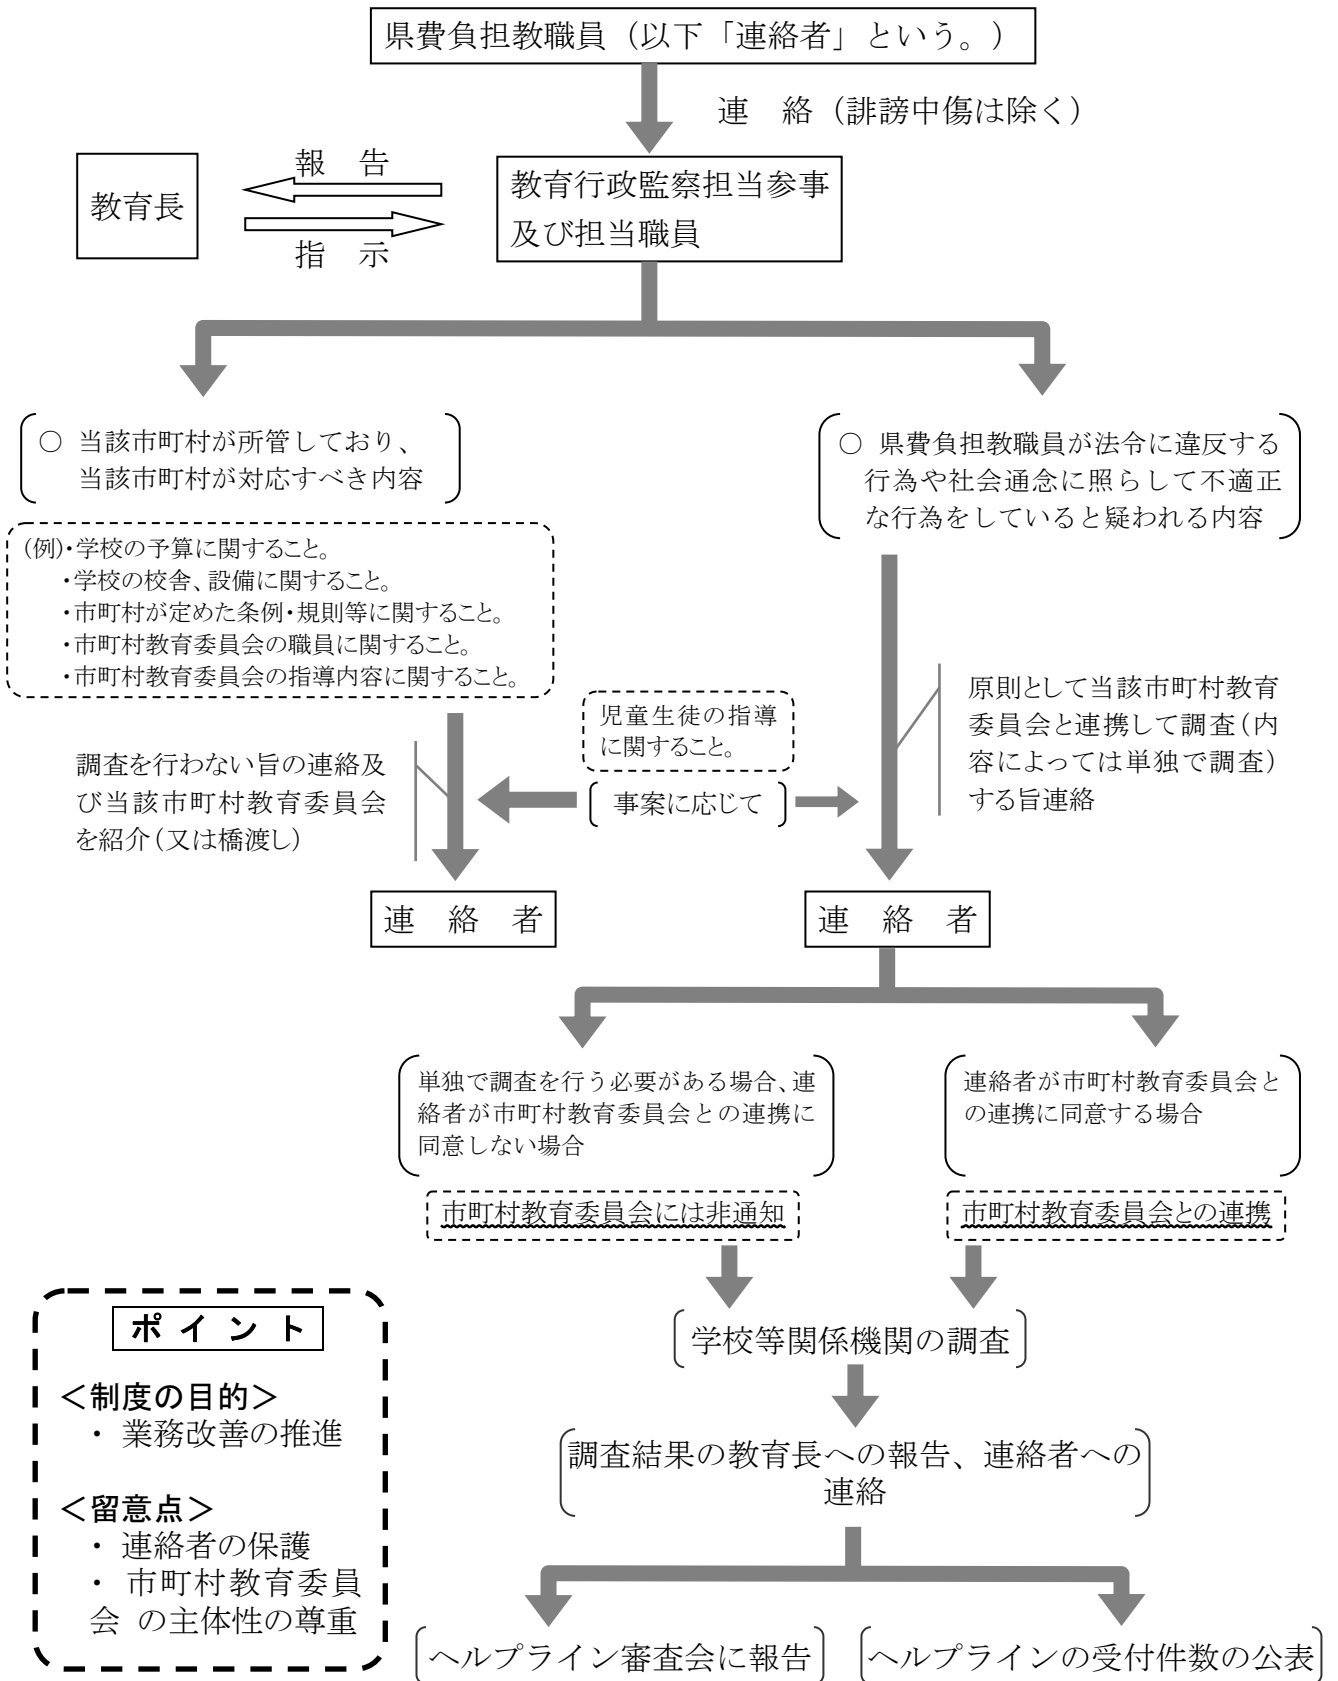 県費負担教職員（以下「連絡者」という。）
連　絡（誹謗中傷は除く）
報　告
教育長
指　示
教育行政監察担当参事
及び担当職員
○ 当該市町村が所管しており、
当該市町村が対応すべき内容
○ 県費負担教職員が法令に違反する
行為や社会通念に照らして不適正
な行為をしていると疑われる内容
(例)・学校の予算に関すること。
・学校の校舎、設備に関すること。
・市町村が定めた条例・規則等に関すること。
・市町村教育委員会の職員に関すること。
・市町村教育委員会の指導内容に関すること。
児童生徒の指導
に関すること。
事案に応じて
調査を行わない旨の連絡及
び当該市町村教育委員会
を紹介（又は橋渡し）
原則として当該市町村教育
委員会と連携して調査（内
容によっては単独で調査）
する旨連絡
連　絡　者
連　絡　者
単独で調査を行う必要がある場合、連
絡者が市町村教育委員会との連携に
同意しない場合
連絡者が市町村教育委員会と
の連携に同意する場合
市町村教育委員会には非通知
市町村教育委員会との連携
学校等関係機関の調査
調査結果の教育長への報告、連絡者への
連絡
ヘルプライン審査会に報告
ヘルプラインの受付件数の公表
ポ イ ン ト
＜制度の目的＞
・ 業務改善の推進
＜留意点＞
・ 連絡者の保護
・ 市町村教育委員
会 の主体性の尊重